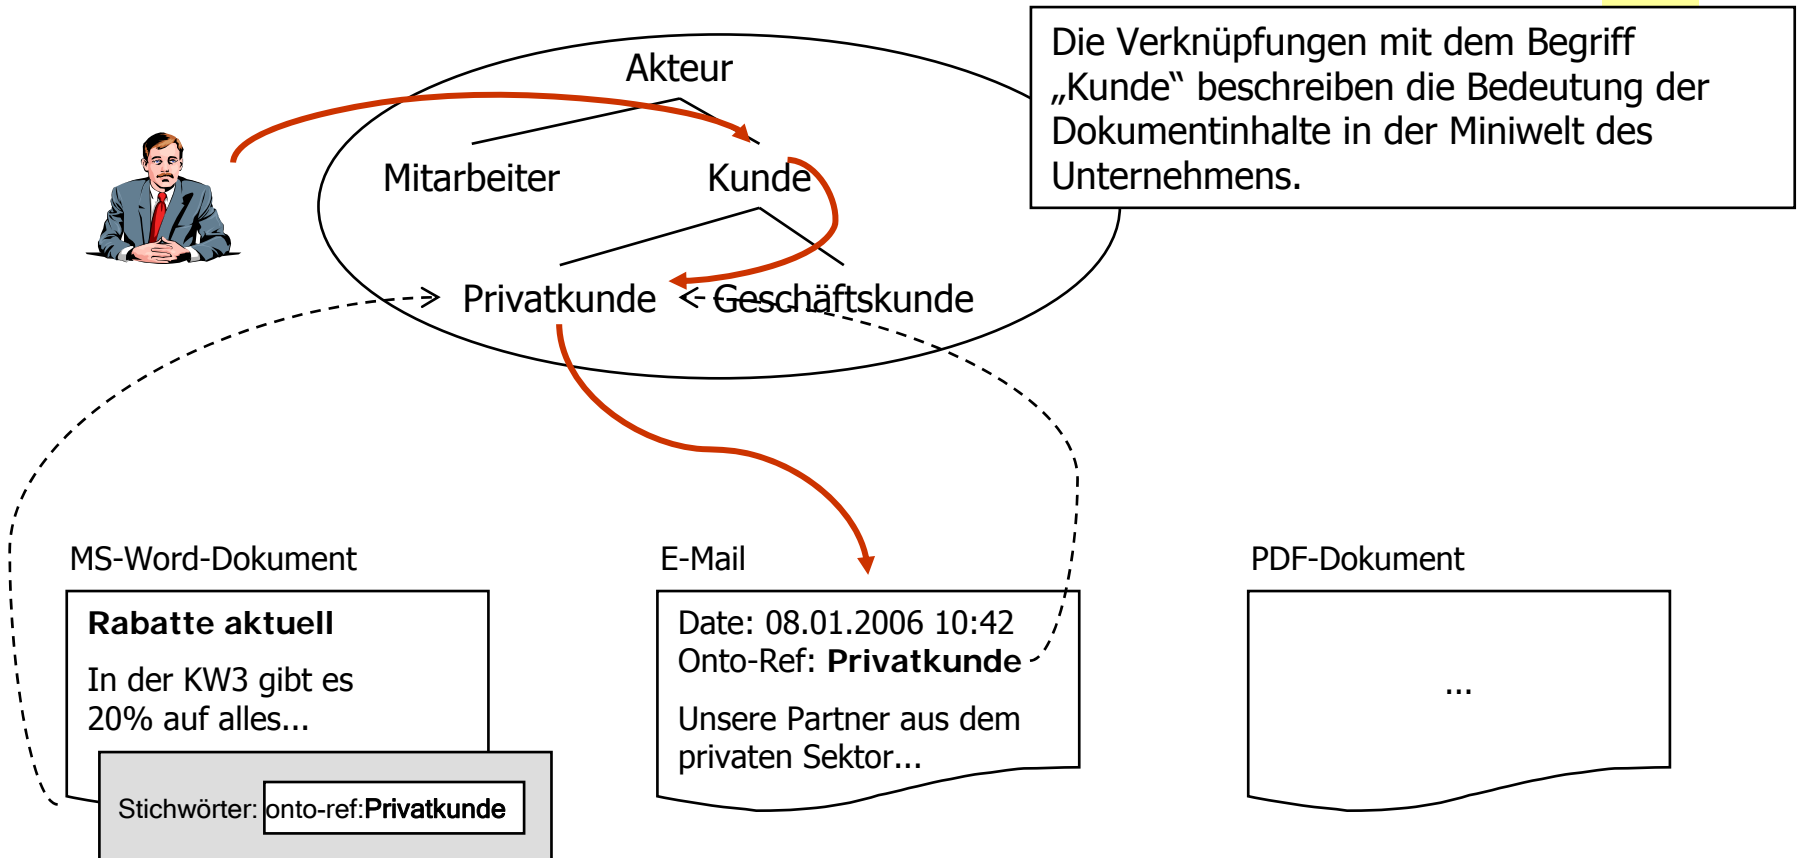 Akteur
Mitarbeiter
Kunde
Privatkunde
Geschäftskunde
Die Verknüpfungen mit dem Begriff
„Kunde“ beschreiben die Bedeutung der
Dokumentinhalte in der Miniwelt des
Unternehmens.
MS-Word-Dokument
Rabatte aktuell
In der KW3 gibt es
20% auf alles...
Stichwörter: onto-ref:Privatkunde
E-Mail
Date: 08.01.2006 10:42
Onto-Ref: Privatkunde
Unsere Partner aus dem
privaten Sektor...
PDF-Dokument
...